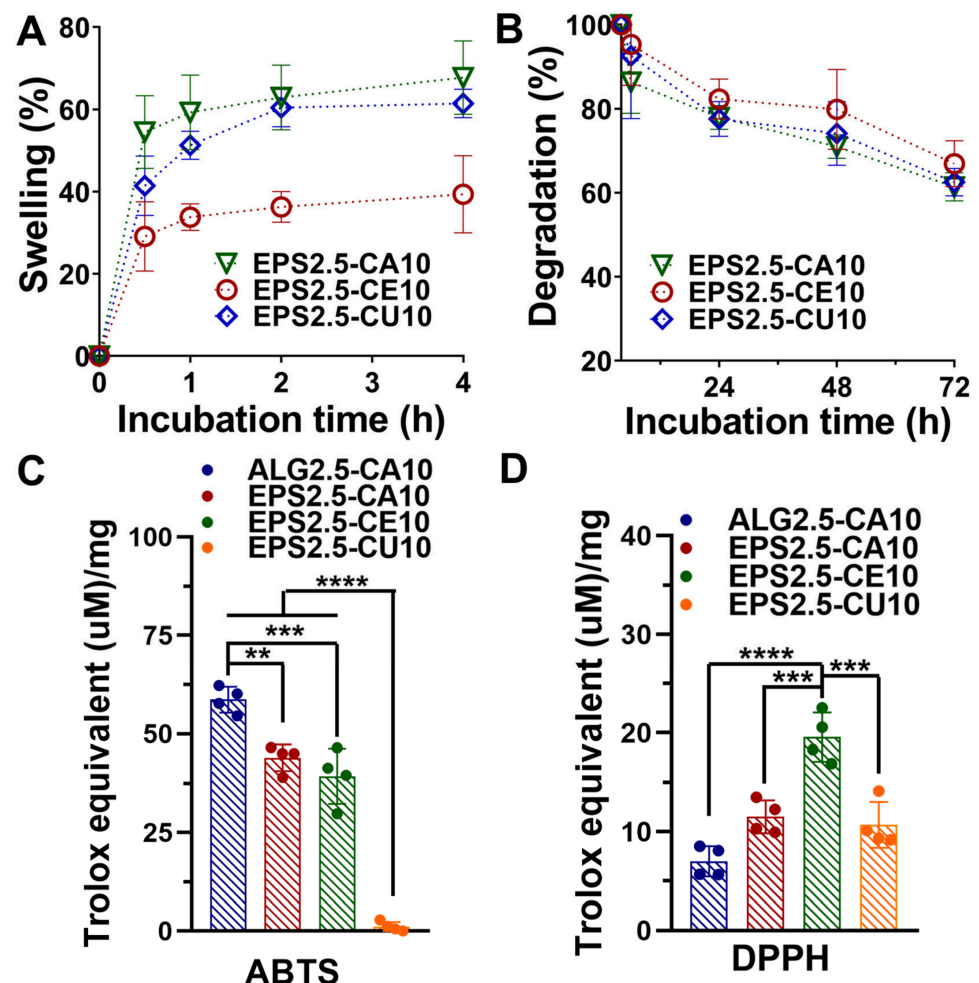 A
Swelling (%)
80
60
40
20
0
0 1 2 3 4
Incubation time (h)
EPS2.5-CA10
EPS2.5-CE10
EPS2.5-CU10
B
Degradation (%)
100
80
60
40
20
24 48 72
Incubation time (h)
EPS2.5-CA10
EPS2.5-CE10
EPS2.5-CU10
C
ALG2.5-CA10
EPS2.5-CA10
EPS2.5-CE10
EPS2.5-CU10
Trolox equivalent (uM)/mg
100
75
50
25
0
****
***
**
ABTS
D
ALG2.5-CA10
EPS2.5-CA10
EPS2.5-CE10
EPS2.5-CU10
Trolox equivalent (uM)/mg
40
30
20
10
0
****
***
***
DPPH